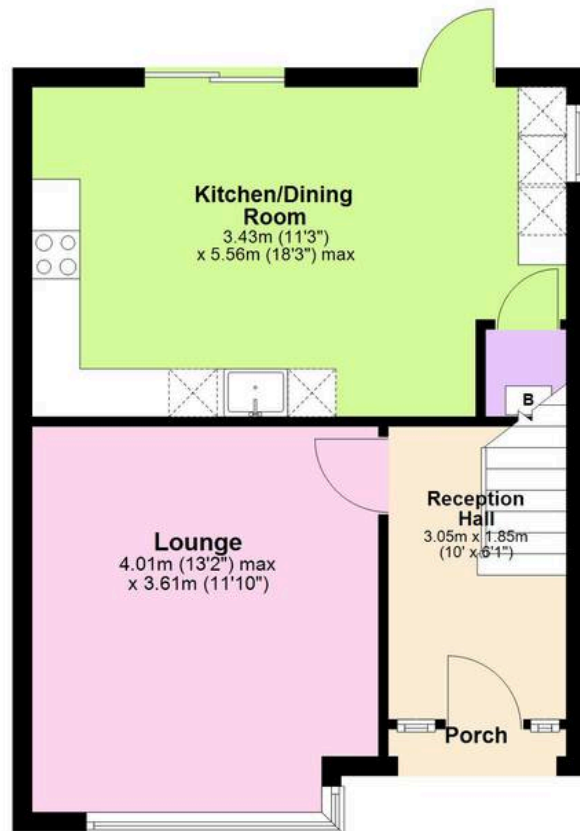 Kitchen/Dining
Room
3.43m (11'3")
x 5.56m (18'3") max
B
Reception
Hall
3.05m x 1.85m
(10' x 6'1")
Lounge
4.01m (13'2") max
x 3.61m (11'10")
Porch